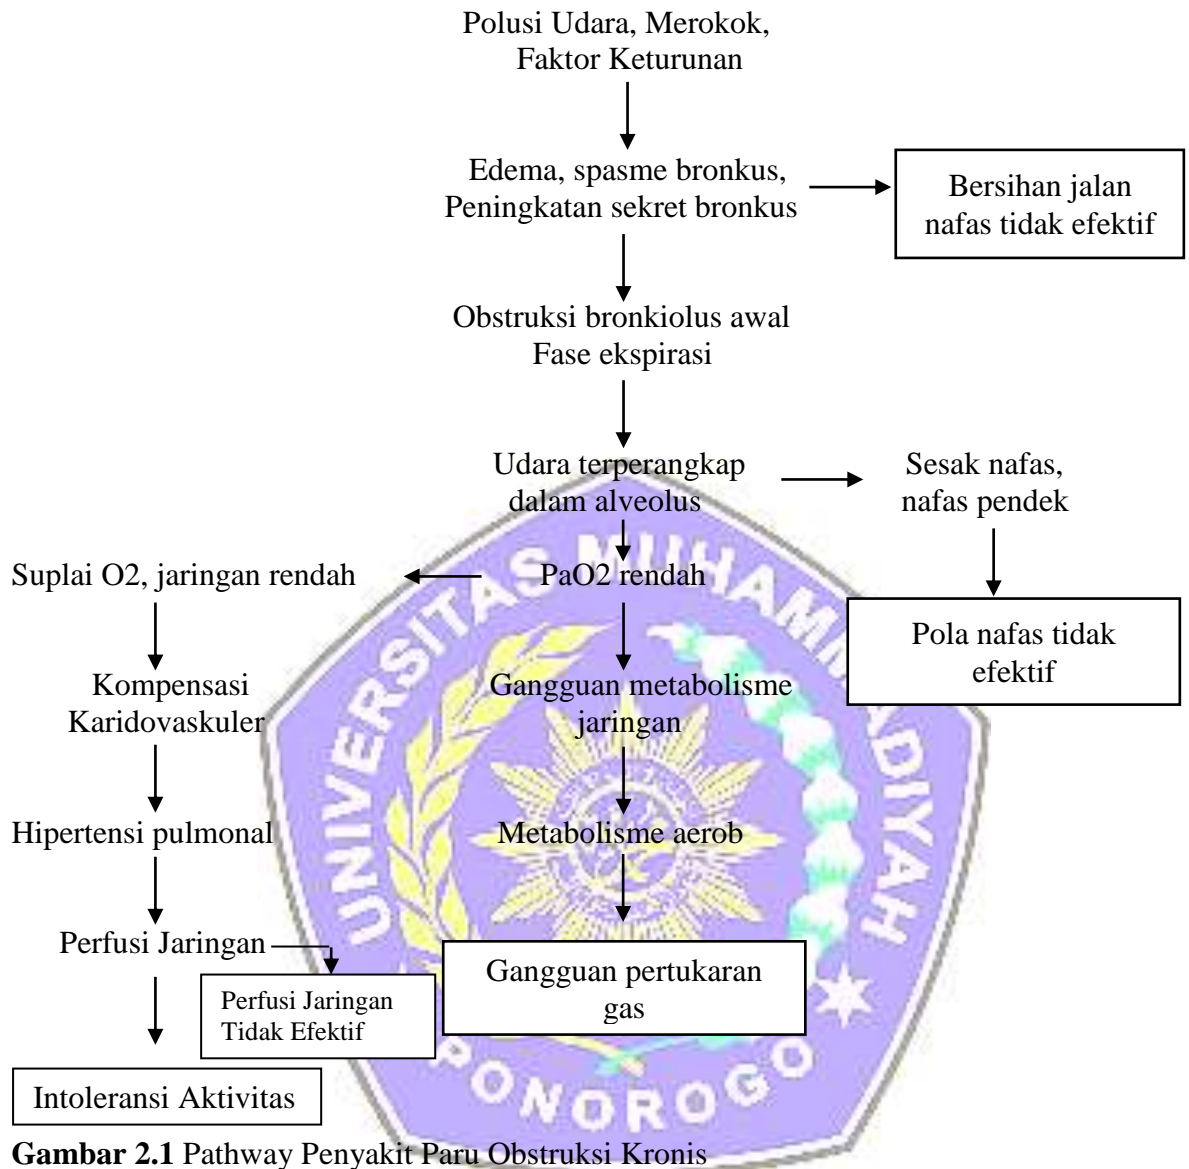 Polusi Udara, Merokok,
Faktor Keturunan
Edema, spasme bronkus,
Peningkatan sekret bronkus
Bersihan jalan
nafas tidak efektif
Obstruksi bronkiolus awal
Fase ekspirasi
Udara terperangkap
dalam alveolus
Sesak nafas,
nafas pendek
Suplai O2, jaringan rendah
PaO2 rendah
Pola nafas tidak
efektif
Kompensasi
Karidovaskuler
Gangguan metabolisme
jaringan
Hipertensi pulmonal
Metabolisme aerob
Perfusi Jaringan
Perfusi Jaringan
Tidak Efektif
Gangguan pertukaran
gas
Intoleransi Aktivitas
UNIVERSITAS MUHAMMADIYAH
PONOROGO
Gambar 2.1 Pathway Penyakit Paru Obstruksi Kronis